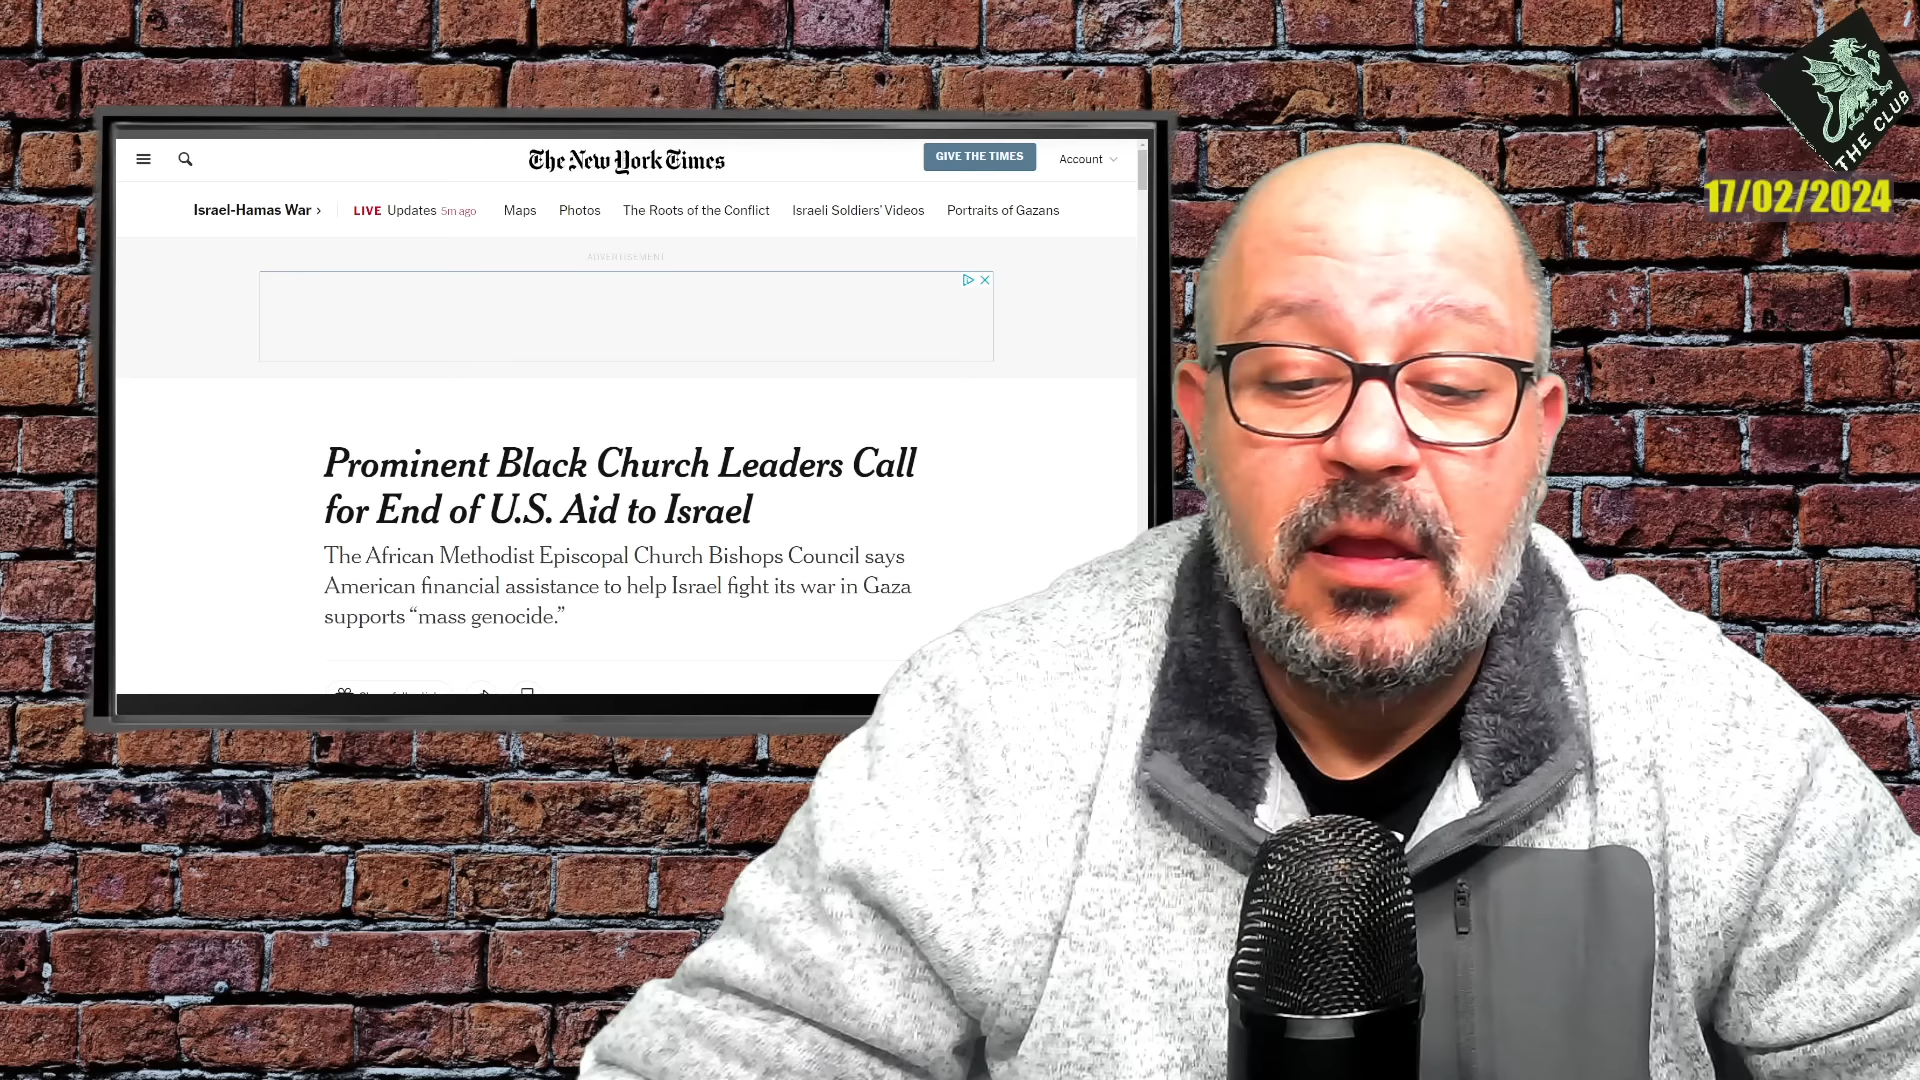 The New York Times
GIVE THE TIMES
Account
Israel-Hamas War
LIVE Updates 5m ago
Maps
Photos
The Roots of the Conflict
Israeli Soldiers' Videos
Portraits of Gazans
ADVERTISEMENT
Prominent Black Church Leaders Call
for End of U.S. Aid to Israel
The African Methodist Episcopal Church Bishops Council says
American financial assistance to help Israel fight its war in Gaza
supports “mass genocide.”
THE CLUB
17/02/2024